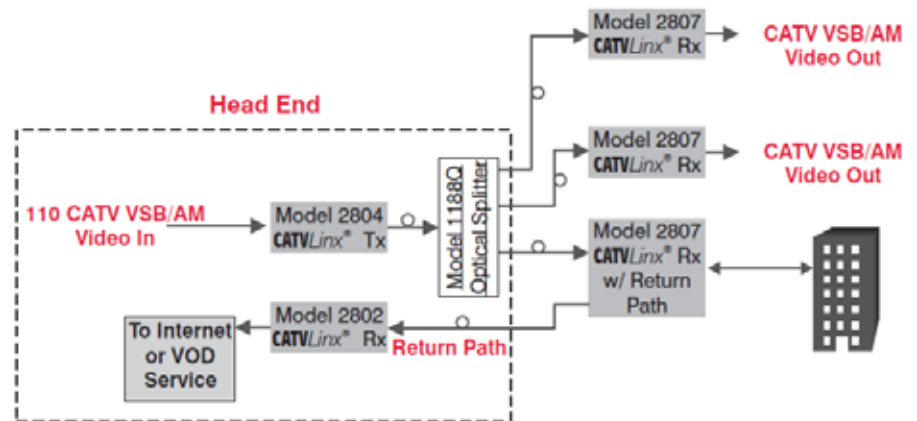 Model 2807
CATVLinx® Rx
CATV VSB/AM
Video Out
Head End
Model 2807
CATVLinx® Rx
CATV VSB/AM
Video Out
110 CATV VSB/AM
Video In
Model 2804
CATVLinx® Tx
Model 1188Q
Optical Splitter
Model 2807
CATVLinx® Rx
w/ Return
Path
Model 2802
CATVLinx® Rx
Return Path
To Internet
or VOD
Service